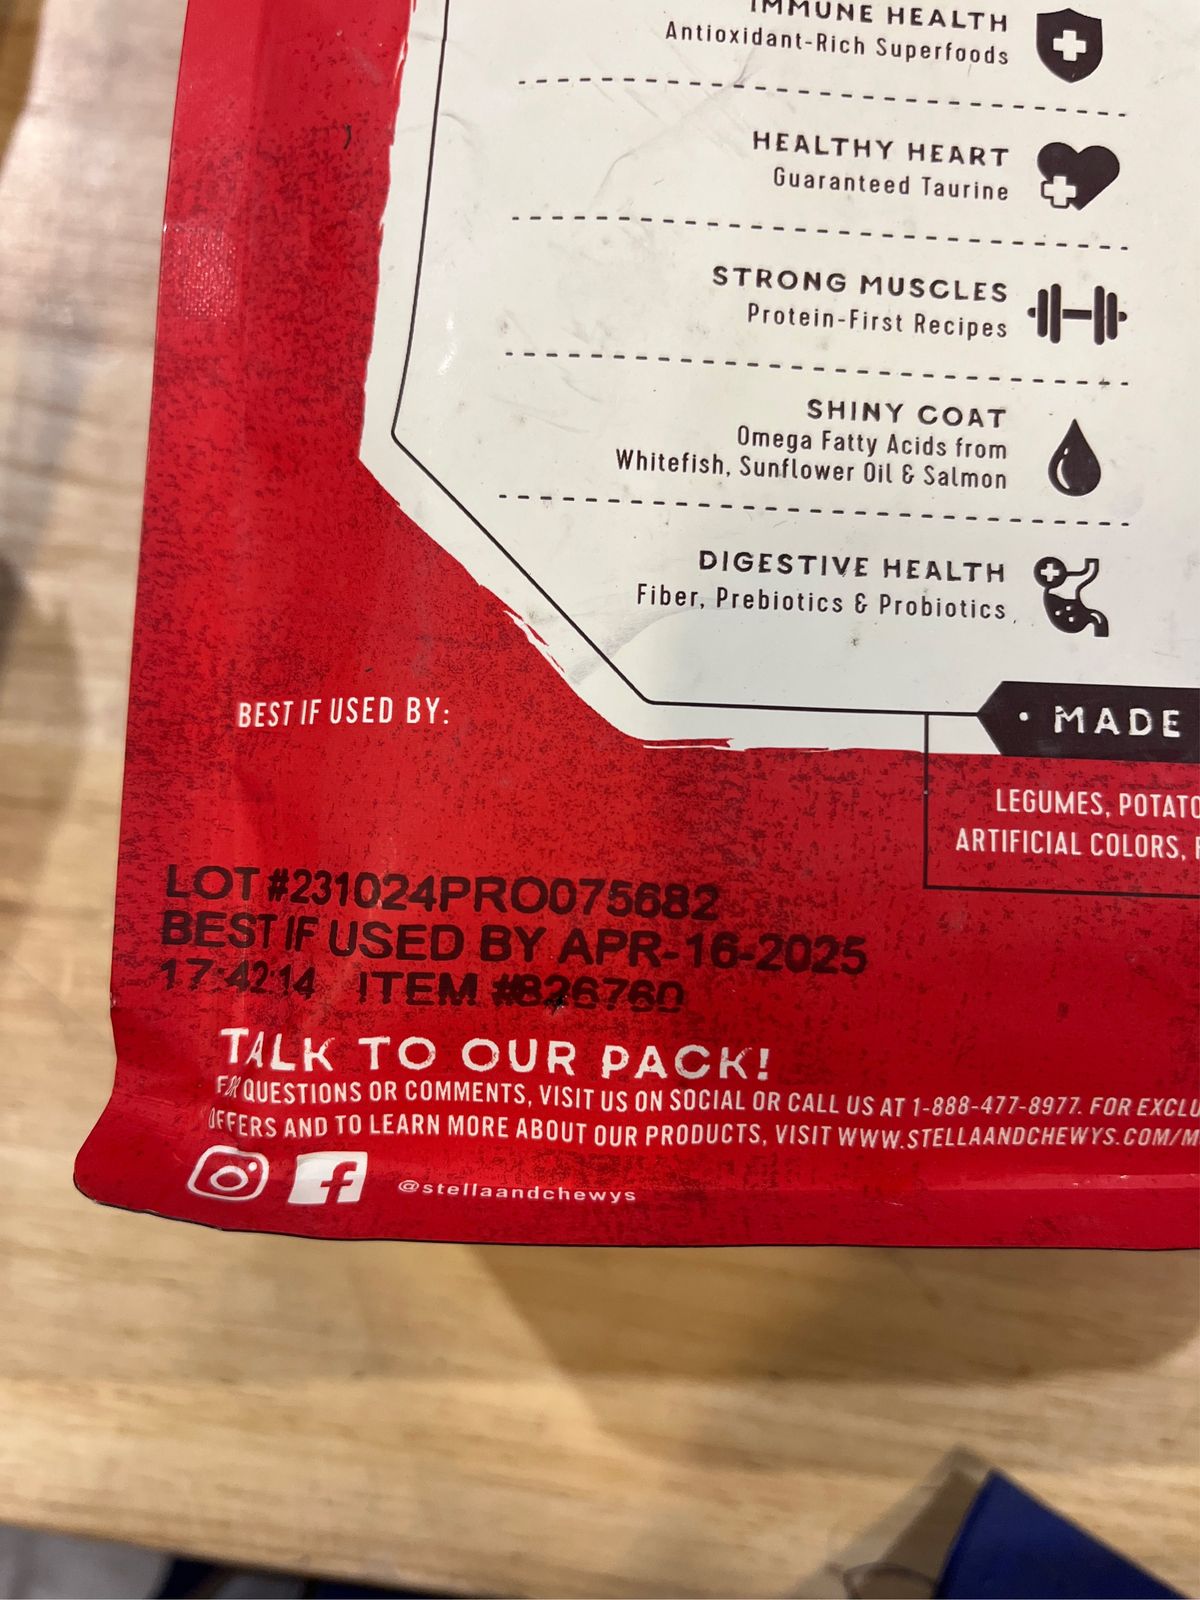 IMMUNE HEALTH
Antioxidant-Rich Superfoods
HEALTHY HEART
Guaranteed Taurine
STRONG MUSCLES
Protein-First Recipes
SHINY COAT
Omega Fatty Acids from
Whitefish, Sunflower Oil & Salmon
DIGESTIVE HEALTH
Fiber, Prebiotics & Probiotics
BEST IF USED BY:
• MADE
LEGUMES, POTATO
ARTIFICIAL COLORS,
LOT #231024PRO075682
BEST IF USED BY APR-16-2025
17:42 14 ITEM #826760
TALK TO OUR PACK!
FOR QUESTIONS OR COMMENTS, VISIT US ON SOCIAL OR CALL US AT 1-888-477-8977. FOR EXCLU
OFFERS AND TO LEARN MORE ABOUT OUR PRODUCTS, VISIT WWW.STELLAANDCHEWYS.COM/M
@stellaandchewys